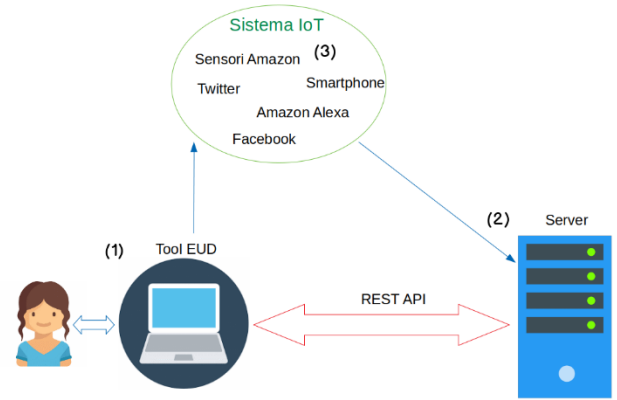 Sistema IoT
Sensori Amazon (3)
Twitter
Smartphone
Amazon Alexa
Facebook
(2) Server
(1) Tool EUD
REST API